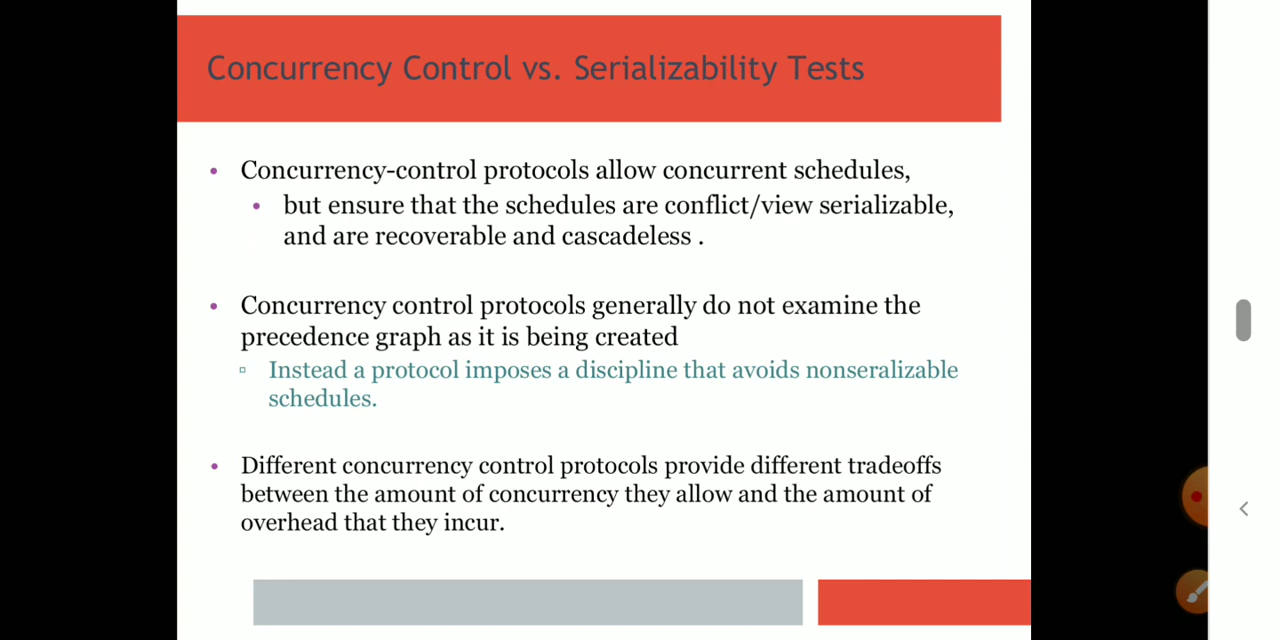 Concurrency Control vs. Serializability Tests
• Concurrency-control protocols allow concurrent schedules,
• but ensure that the schedules are conflict/view serializable,
and are recoverable and cascadeless .
• Concurrency control protocols generally do not examine the
precedence graph as it is being created
▫ Instead a protocol imposes a discipline that avoids nonseralizable
schedules.
• Different concurrency control protocols provide different tradeoffs
between the amount of concurrency they allow and the amount of
overhead that they incur.